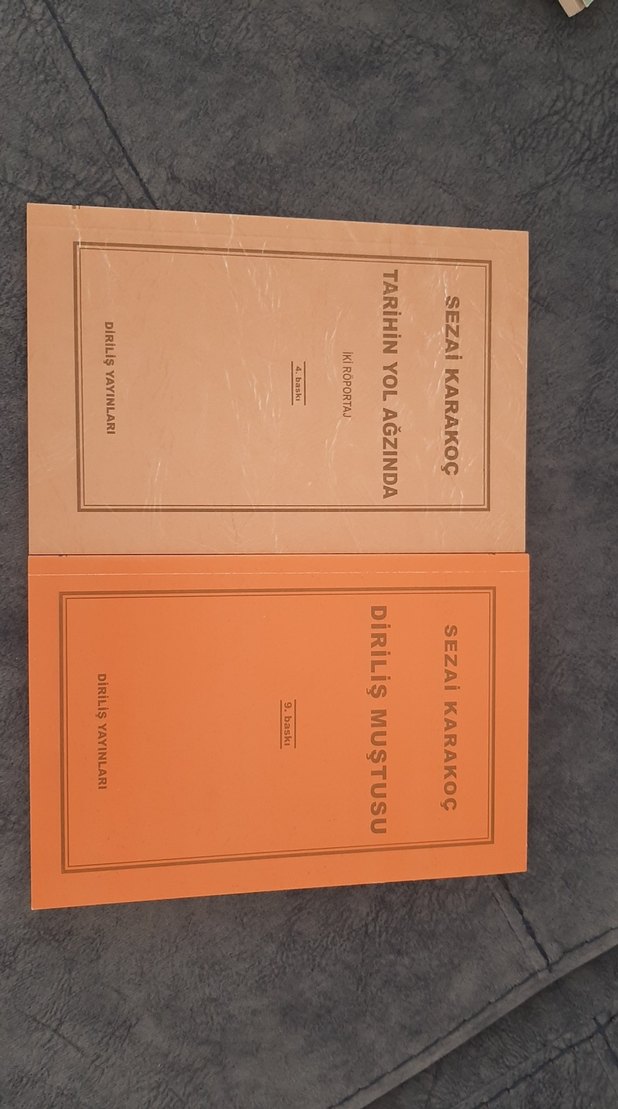 SEZAİ KARAKOÇ
TARİHİN YOL AĞZINDA
İKİ RÖPORTAJ
4. baskı
DİRİLİŞ YAYINLARI
SEZAİ KARAKOÇ
DİRİLİŞ MUŞTUSU
9. baskı
DİRİLİŞ YAYINLARI